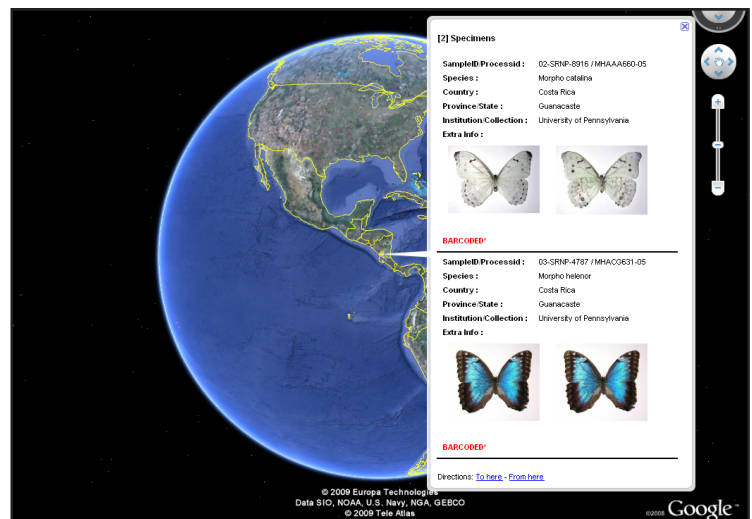 [2] Specimens
SampleID/Processid : 02-SRNP-8916 / MHAAA660-05
Species : Morpho catalina
Country : Costa Rica
Province/State : Guanacaste
Institution/Collection : University of Pennsylvania
Extra Info :
BARCODED*
SampleID/Processid : 03-SRNP-4787 / MHACG631-05
Species : Morpho helenor
Country : Costa Rica
Province/State : Guanacaste
Institution/Collection : University of Pennsylvania
Extra Info :
BARCODED*
Directions: To here - From here
© 2009 Europa Technologies
Data SIO, NOAA, U.S. Navy, NGA, GEBCO
© 2009 Tele Atlas
©2008 Google™